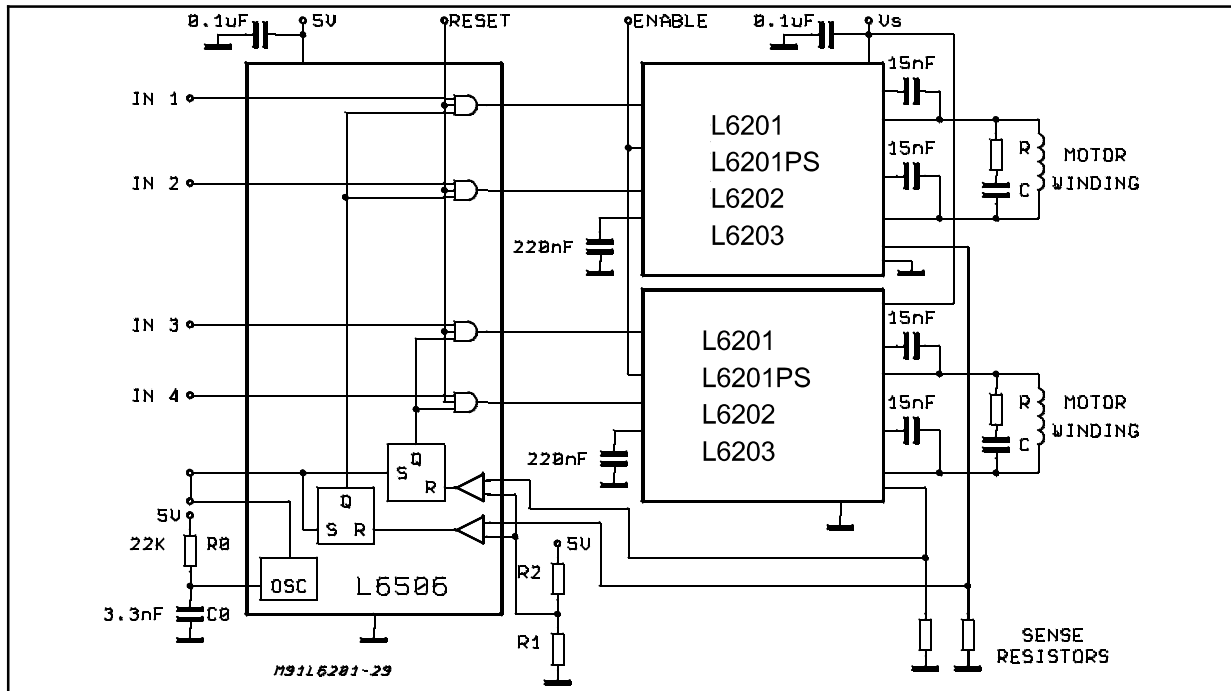 0.1uF
5V
RESET
ENABLE
0.1uF
Vs
15nF
IN 1
L6201
L6201PS
L6202
L6203
15nF
R
C
MOTOR
WINDING
IN 2
220nF
IN 3
L6201
L6201PS
L6202
L6203
15nF
IN 4
15nF
R
C
MOTOR
WINDING
220nF
S
Q
R
Q
S
R
5V
22K
R0
OSC
L6506
3.3nF
C0
5V
R2
R1
SENSE
RESISTORS
M91L6201-29